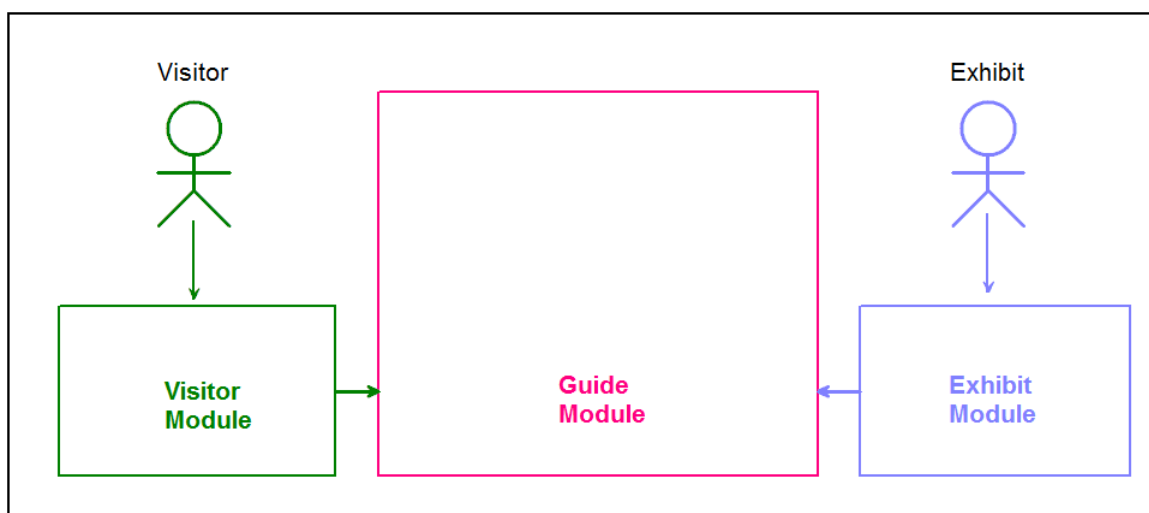 Visitor
Exhibit
Visitor
Module
Guide
Module
Exhibit
Module